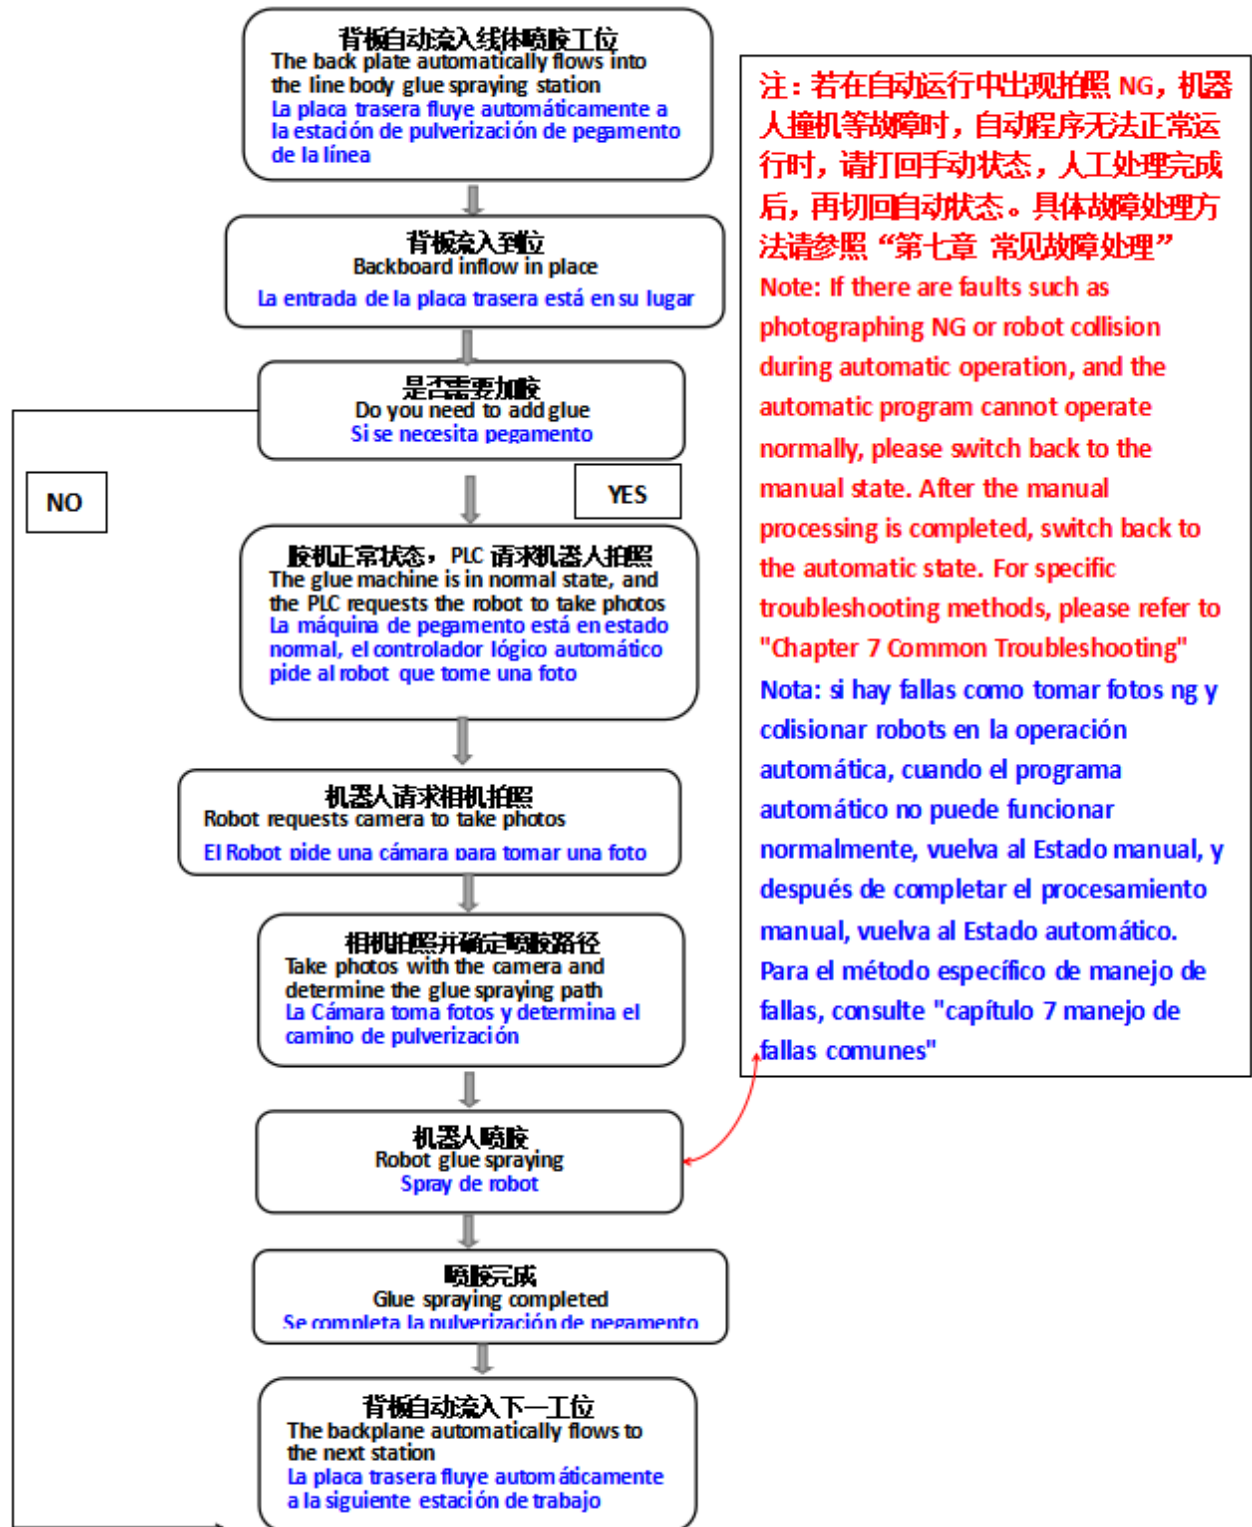 背板自动流入线体喷胶工位
The back plate automatically flows into
the line body glue spraying station
La placa trasera fluye automáticamente a
la estación de pulverización de pegamento
de la línea
背板流入到位
Backboard inflow in place
La entrada de la placa trasera está en su lugar
是否需要加胶
Do you need to add glue
Si se necesita pegamento
NO
YES
胶机正常状态，PLC 请求机器人拍照
The glue machine is in normal state, and
the PLC requests the robot to take photos
La máquina de pegamento está en estado
normal, el controlador lógico automático
pide al robot que tome una foto
机器人请求相机拍照
Robot requests camera to take photos
El Robot pide una cámara para tomar una foto
相机拍照并确定喷胶路径
Take photos with the camera and
determine the glue spraying path
La Cámara toma fotos y determina el
camino de pulverización
机器人喷胶
Robot glue spraying
Spray de robot
喷胶完成
Glue spraying completed
Se completa la pulverización de pegamento
背板自动流入下一工位
The backplane automatically flows to
the next station
La placa trasera fluye automáticamente
a la siguiente estación de trabajo
注：若在自动运行中出现拍照 NG，机器
人撞机等故障时，自动程序无法正常运
行时，请打回手动状态，人工处理完成
后，再切回自动状态。具体故障处理方
法请参照“第七章 常见故障处理”
Note: If there are faults such as
photographing NG or robot collision
during automatic operation, and the
automatic program cannot operate
normally, please switch back to the
manual state. After the manual
processing is completed, switch back to
the automatic state. For specific
troubleshooting methods, please refer to
"Chapter 7 Common Troubleshooting"
Nota: si hay fallas como tomar fotos ng y
colisionar robots en la operación
automática, cuando el programa
automático no puede funcionar
normalmente, vuelva al Estado manual, y
después de completar el procesamiento
manual, vuelva al Estado automático.
Para el método específico de manejo de
fallas, consulte "capítulo 7 manejo de
fallas comunes"